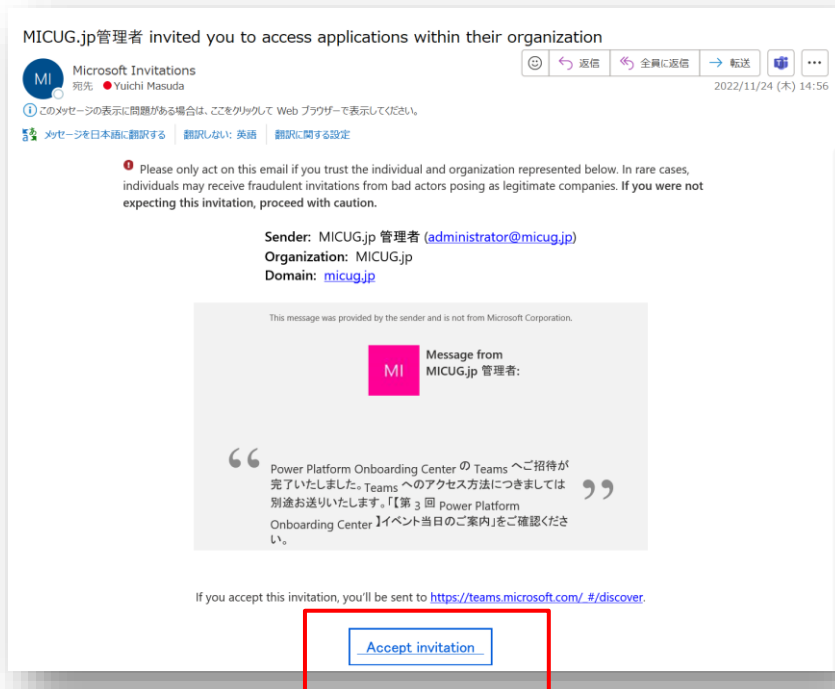 MICUG.jp管理者 invited you to access applications within their organization
MI
Microsoft Invitations
宛先 Yuichi Masuda
返信
全員に返信
転送
2022/11/24 (木) 14:56
このメッセージの表示に問題がある場合は、ここをクリックして Web ブラウザーで表示してください。
メッセージを日本語に翻訳する 翻訳しない: 英語 翻訳に関する設定
Please only act on this email if you trust the individual and organization represented below. In rare cases,
individuals may receive fraudulent invitations from bad actors posing as legitimate companies. If you were not
expecting this invitation, proceed with caution.
Sender: MICUG.jp 管理者 (administrator@micug.jp)
Organization: MICUG.jp
Domain: micug.jp
This message was provided by the sender and is not from Microsoft Corporation.
MI
Message from
MICUG.jp 管理者:
“
Power Platform Onboarding Center の Teams へご招待が
完了いたしました。Teams へのアクセス方法につきましては
別途お送りいたします。「【第 3 回 Power Platform
Onboarding Center 】イベント当日のご案内」をご確認くださ
い。
”
If you accept this invitation, you’ll be sent to https://teams.microsoft.com/_#/discover.
Accept invitation